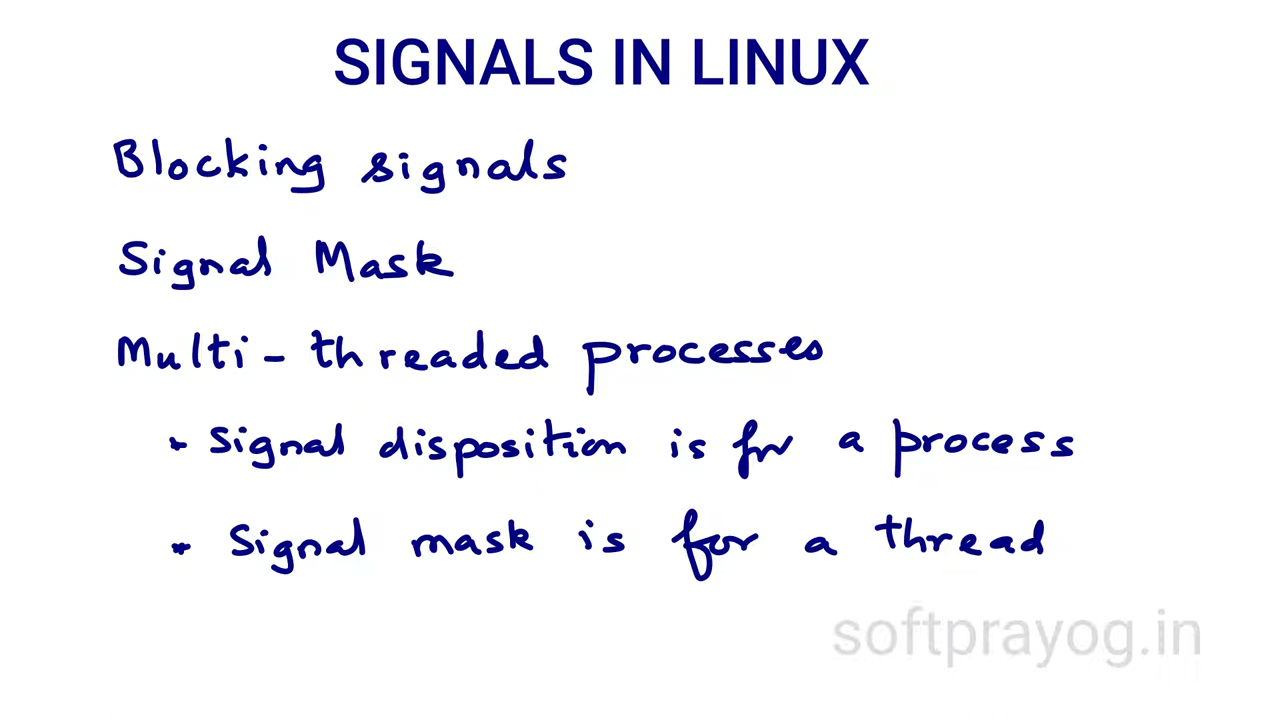 SIGNALS IN LINUX
Blocking signals
Signal Mask
Multi-threaded processes
* Signal disposition is for a process
* Signal mask is for a thread
softprayog.in